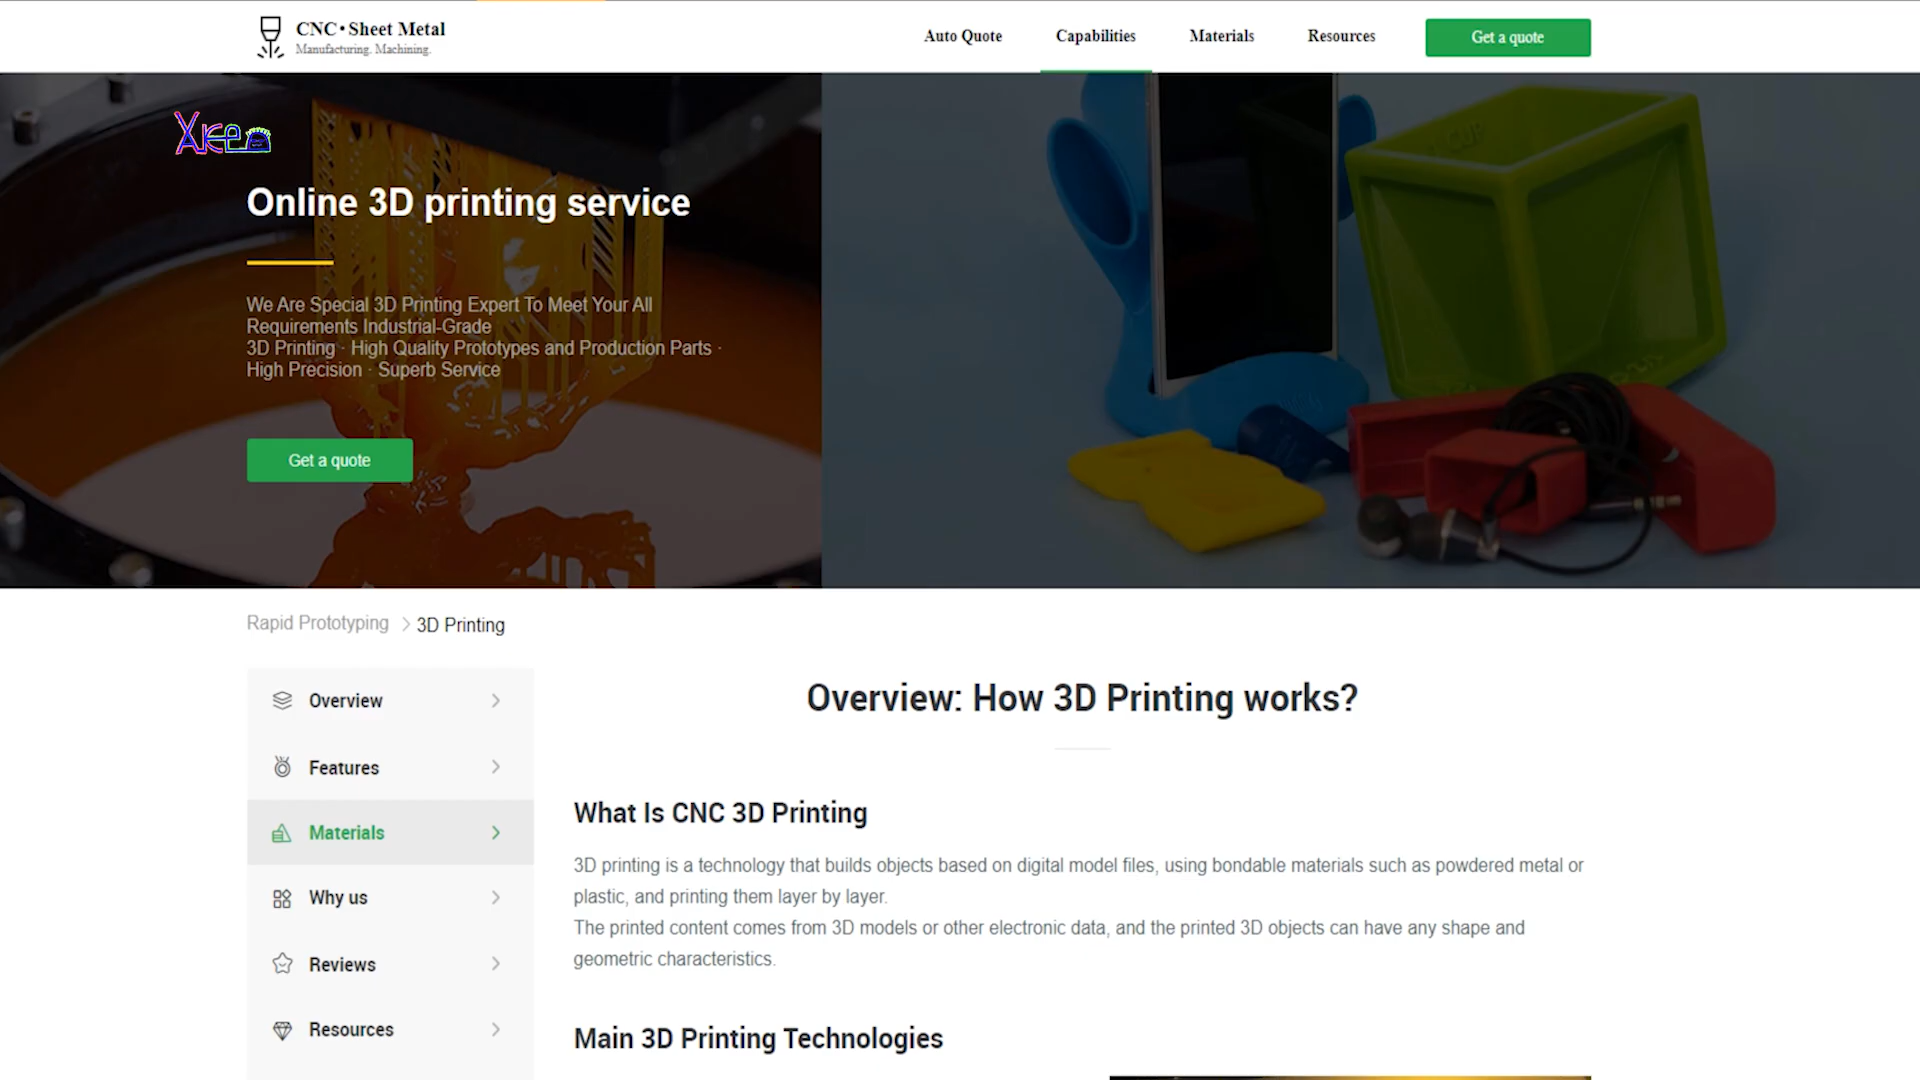 CNC•Sheet Metal
Manufacturing. Machining.
Auto Quote
Capabilities
Materials
Resources
Get a quote
Online 3D printing service
We Are Special 3D Printing Expert To Meet Your All
Requirements Industrial-Grade
3D Printing · High Quality Prototypes and Production Parts ·
High Precision · Superb Service
Get a quote
Rapid Prototyping > 3D Printing
Overview
Features
Materials
Why us
Reviews
Resources
Overview: How 3D Printing works?
What Is CNC 3D Printing
3D printing is a technology that builds objects based on digital model files, using bondable materials such as powdered metal or
plastic, and printing them layer by layer.
The printed content comes from 3D models or other electronic data, and the printed 3D objects can have any shape and
geometric characteristics.
Main 3D Printing Technologies